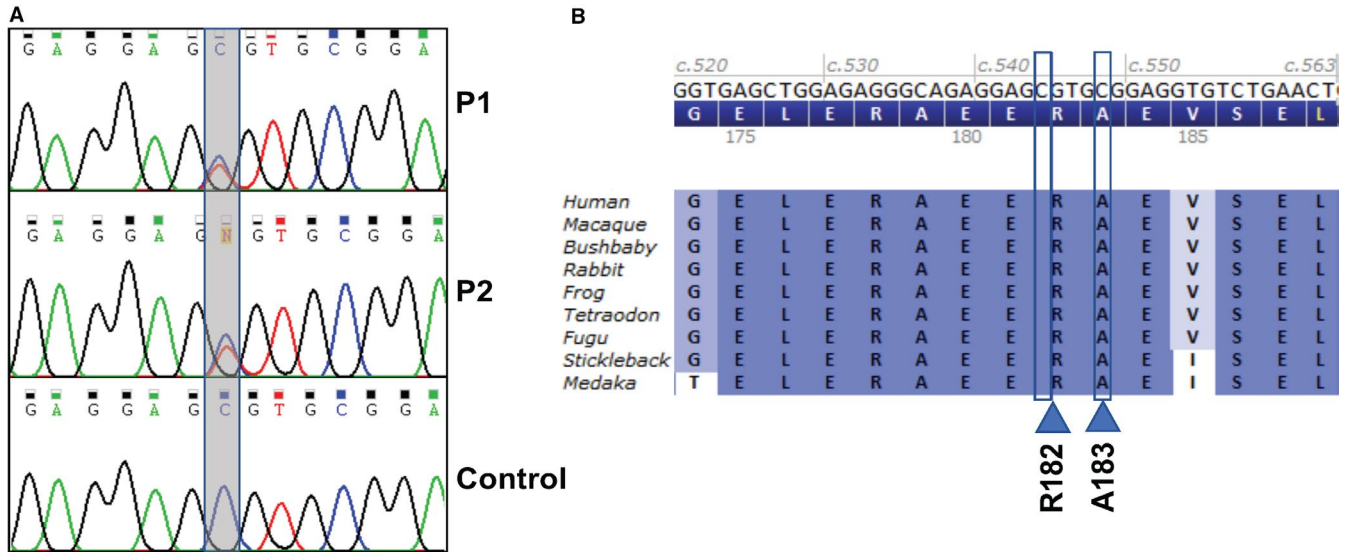 A
G A G G A G C G T G C G G A
P1
G A G G A G N G T G C G G A
P2
G A G G A G C G T G C G G A
Control
B
c.520 c.530 c.540 c.550 c.563
GGTGAGCTGGAGAGGGCAGAGGAGCGTGCGGAGGTGTCTGAACT
G E L E R A E E R A E V S E L
175 180 185
Human G E L E R A E E R A E V S E L
Macaque G E L E R A E E R A E V S E L
Bushbaby G E L E R A E E R A E V S E L
Rabbit G E L E R A E E R A E V S E L
Frog G E L E R A E E R A E V S E L
Tetraodon G E L E R A E E R A E V S E L
Fugu G E L E R A E E R A E V S E L
Stickleback G E L E R A E E R A E I S E L
Medaka T E L E R A E E R A E I S E L
R182
A183